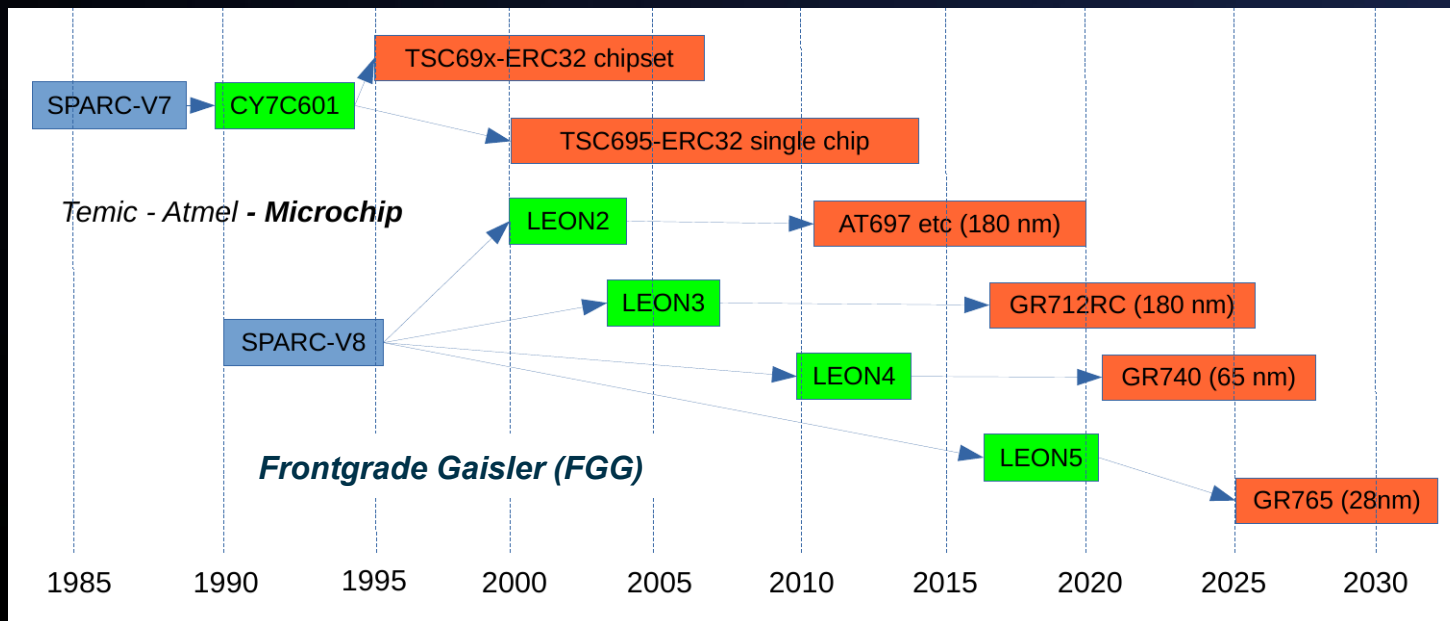 TSC69x-ERC32 chipset
SPARC-V7
CY7C601
TSC695-ERC32 single chip
Temic - Atmel - Microchip
LEON2
AT697 etc (180 nm)
LEON3
GR712RC (180 nm)
SPARC-V8
LEON4
GR740 (65 nm)
Frontgrade Gaisler (FGG)
LEON5
GR765 (28nm)
1985 1990 1995 2000 2005 2010 2015 2020 2025 2030